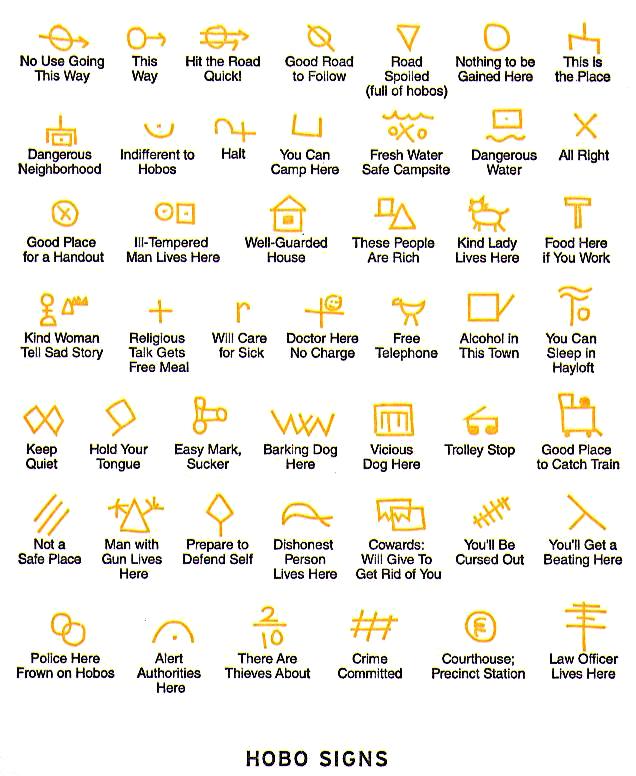 No Use Going
This Way
This
Way
Hit the Road
Quick!
Good Road
to Follow
Road
Spoiled
(full of hobos)
Nothing to be
Gained Here
This Is
the Place
Dangerous
Neighborhood
Indifferent to
Hobos
Halt
You Can
Camp Here
Fresh Water
Safe Campsite
Dangerous
Water
All Right
Good Place
for a Handout
Ill-Tempered
Man Lives Here
Well-Guarded
House
These People
Are Rich
Kind Lady
Lives Here
T
Food Here
if You Work
Kind Woman
Tell Sad Story
Religious
Talk Gets
Free Meal
r
Will Care
for Sick
Doctor Here
No Charge
Free
Telephone
Alcohol in
This Town
You Can
Sleep in
Hayloft
Keep
Quiet
Hold Your
Tongue
Easy Mark,
Sucker
Barking Dog
Here
Vicious
Dog Here
Trolley Stop
Good Place
to Catch Train
Not a
Safe Place
Man with
Gun Lives
Here
Prepare to
Defend Self
Dishonest
Person
Lives Here
Cowards:
Will Give To
Get Rid of You
You'll Be
Cursed Out
You'll Get a
Beating Here
Police Here
Frown on Hobos
Alert
Authorities
Here
2
10
There Are
Thieves About
Crime
Committed
Courthouse;
Precinct Station
Law Officer
Lives Here
HOBO SIGNS